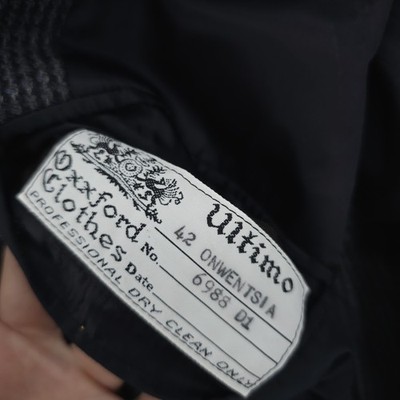 Oxxford
Clothes
Ultimo
42 ONWENTSIA
No. 6988 D1
Date
PROFESSIONAL DRY CLEAN ONLY